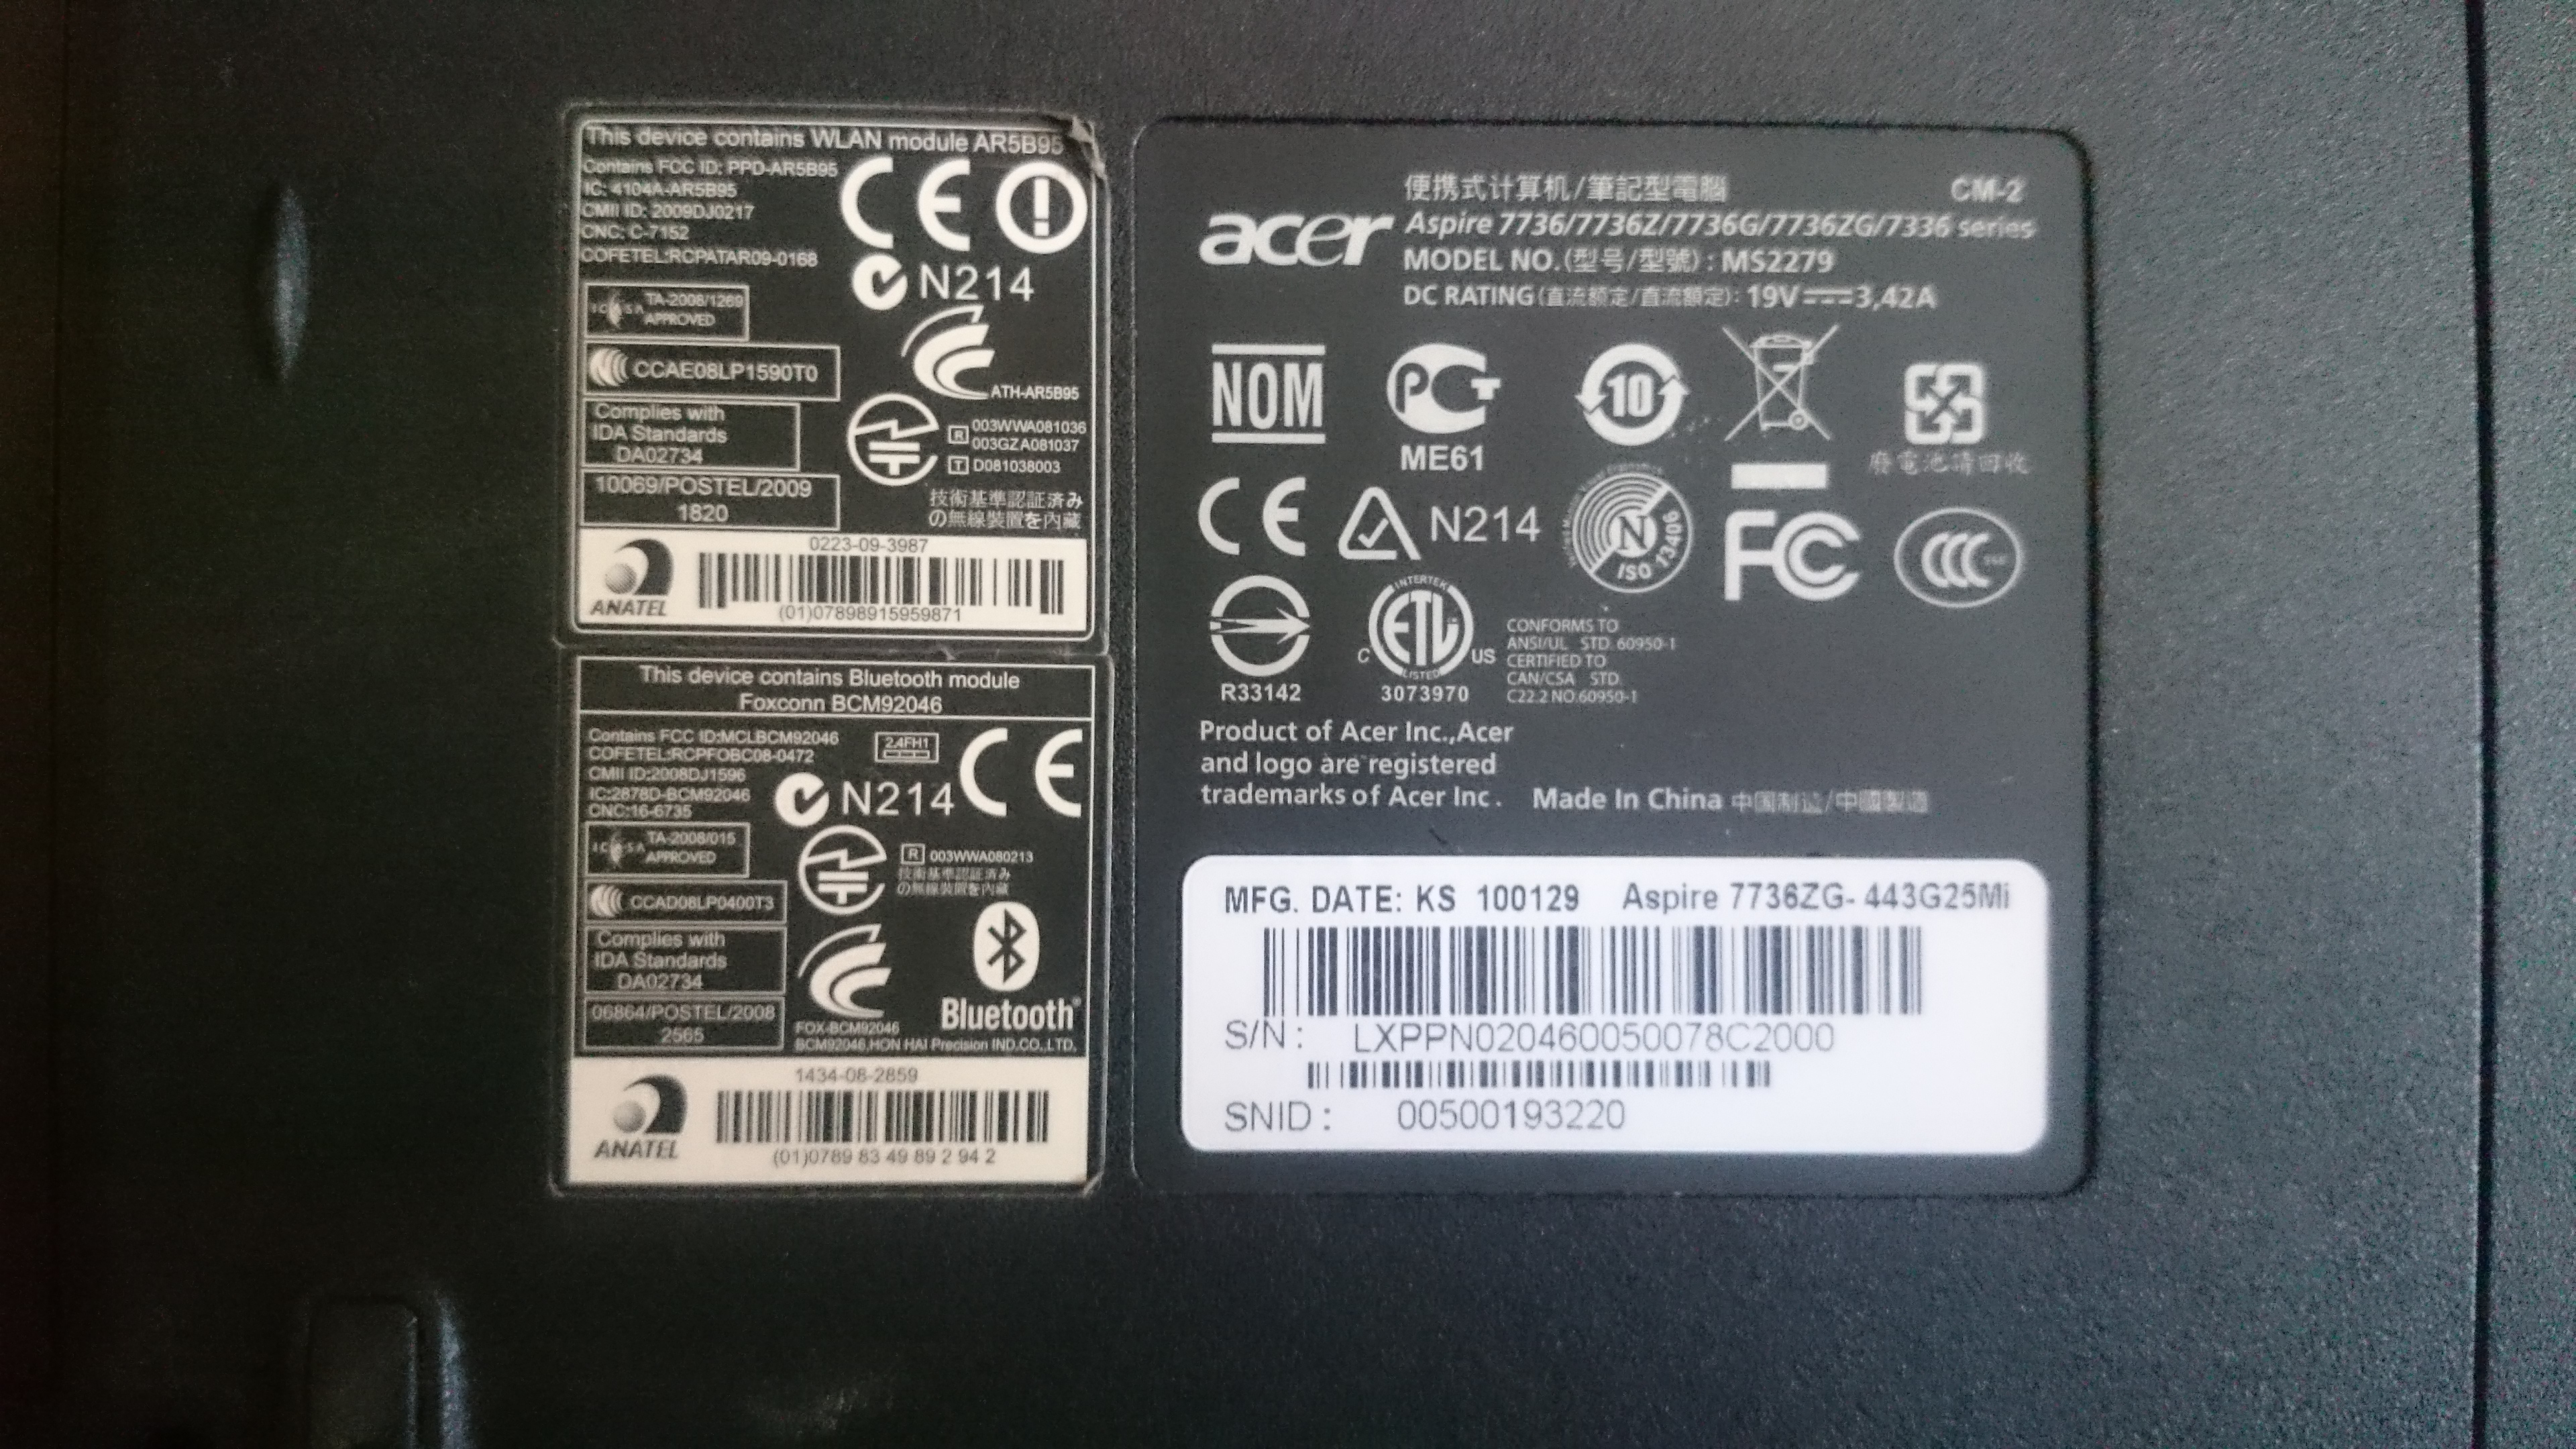 This device contains WLAN module AR5B95
Contains FCC ID: PPD-AR5B95
IC: 4104A-AR5B95
CMII ID: 2009DJ0217
CNC: C-7152
COFETEL:RCPATAR09-0168
CE
N214
ICASA TA-2008/1269
APPROVED
CCAE08LP1590T0
ATH-AR5B95
Complies with
IDA Standards
DA02734
R 003WWA081036
003GZA081037
T D081038003
10069/POSTEL/2009
1820
技術基準認証済み
の無線装置を内蔵
0223-09-3987
ANATEL
(01)07898915959871
This device contains Bluetooth module
Foxconn BCM92046
Contains FCC ID:MCLBCM92046
COFETEL:RCPFOBC08-0472
CMII ID:2008DJ1596
IC:2878D-BCM92046
CNC:16-6735
2.4FH1
CE
N214
ICASA TA-2008/015
APPROVED
R 003WWA080213
技術基準認証済み
の無線装置を内蔵
CCAD08LP0400T3
Complies with
IDA Standards
DA02734
06864/POSTEL/2008
2565
Bluetooth®
FOX-BCM92046
BCM92046,HON HAI Precision IND.CO.,LTD.
1434-08-2859
ANATEL
(01)0789 83 49 89 2 94 2
便携式计算机/筆記型電腦 CM-2
acer Aspire 7736/7736Z/7736G/7736ZG/7336 series
MODEL NO.(型号/型號) : MS2279
DC RATING(直流额定/直流額定): 19V 3,42A
NOM
PCT
ME61
10
廢電池請回收
CE
N214
N
ISO 13406
FC
CCC
R33142
INTERTEK
ETL
LISTED
C US
3073970
CONFORMS TO
ANSI/UL STD. 60950-1
CERTIFIED TO
CAN/CSA STD.
C22.2 NO.60950-1
Product of Acer Inc.,Acer
and logo are registered
trademarks of Acer Inc. Made In China 中国制造/中國製造
MFG. DATE: KS 100129 Aspire 7736ZG- 443G25Mi
S/N: LXPPN020460050078C2000
SNID: 00500193220